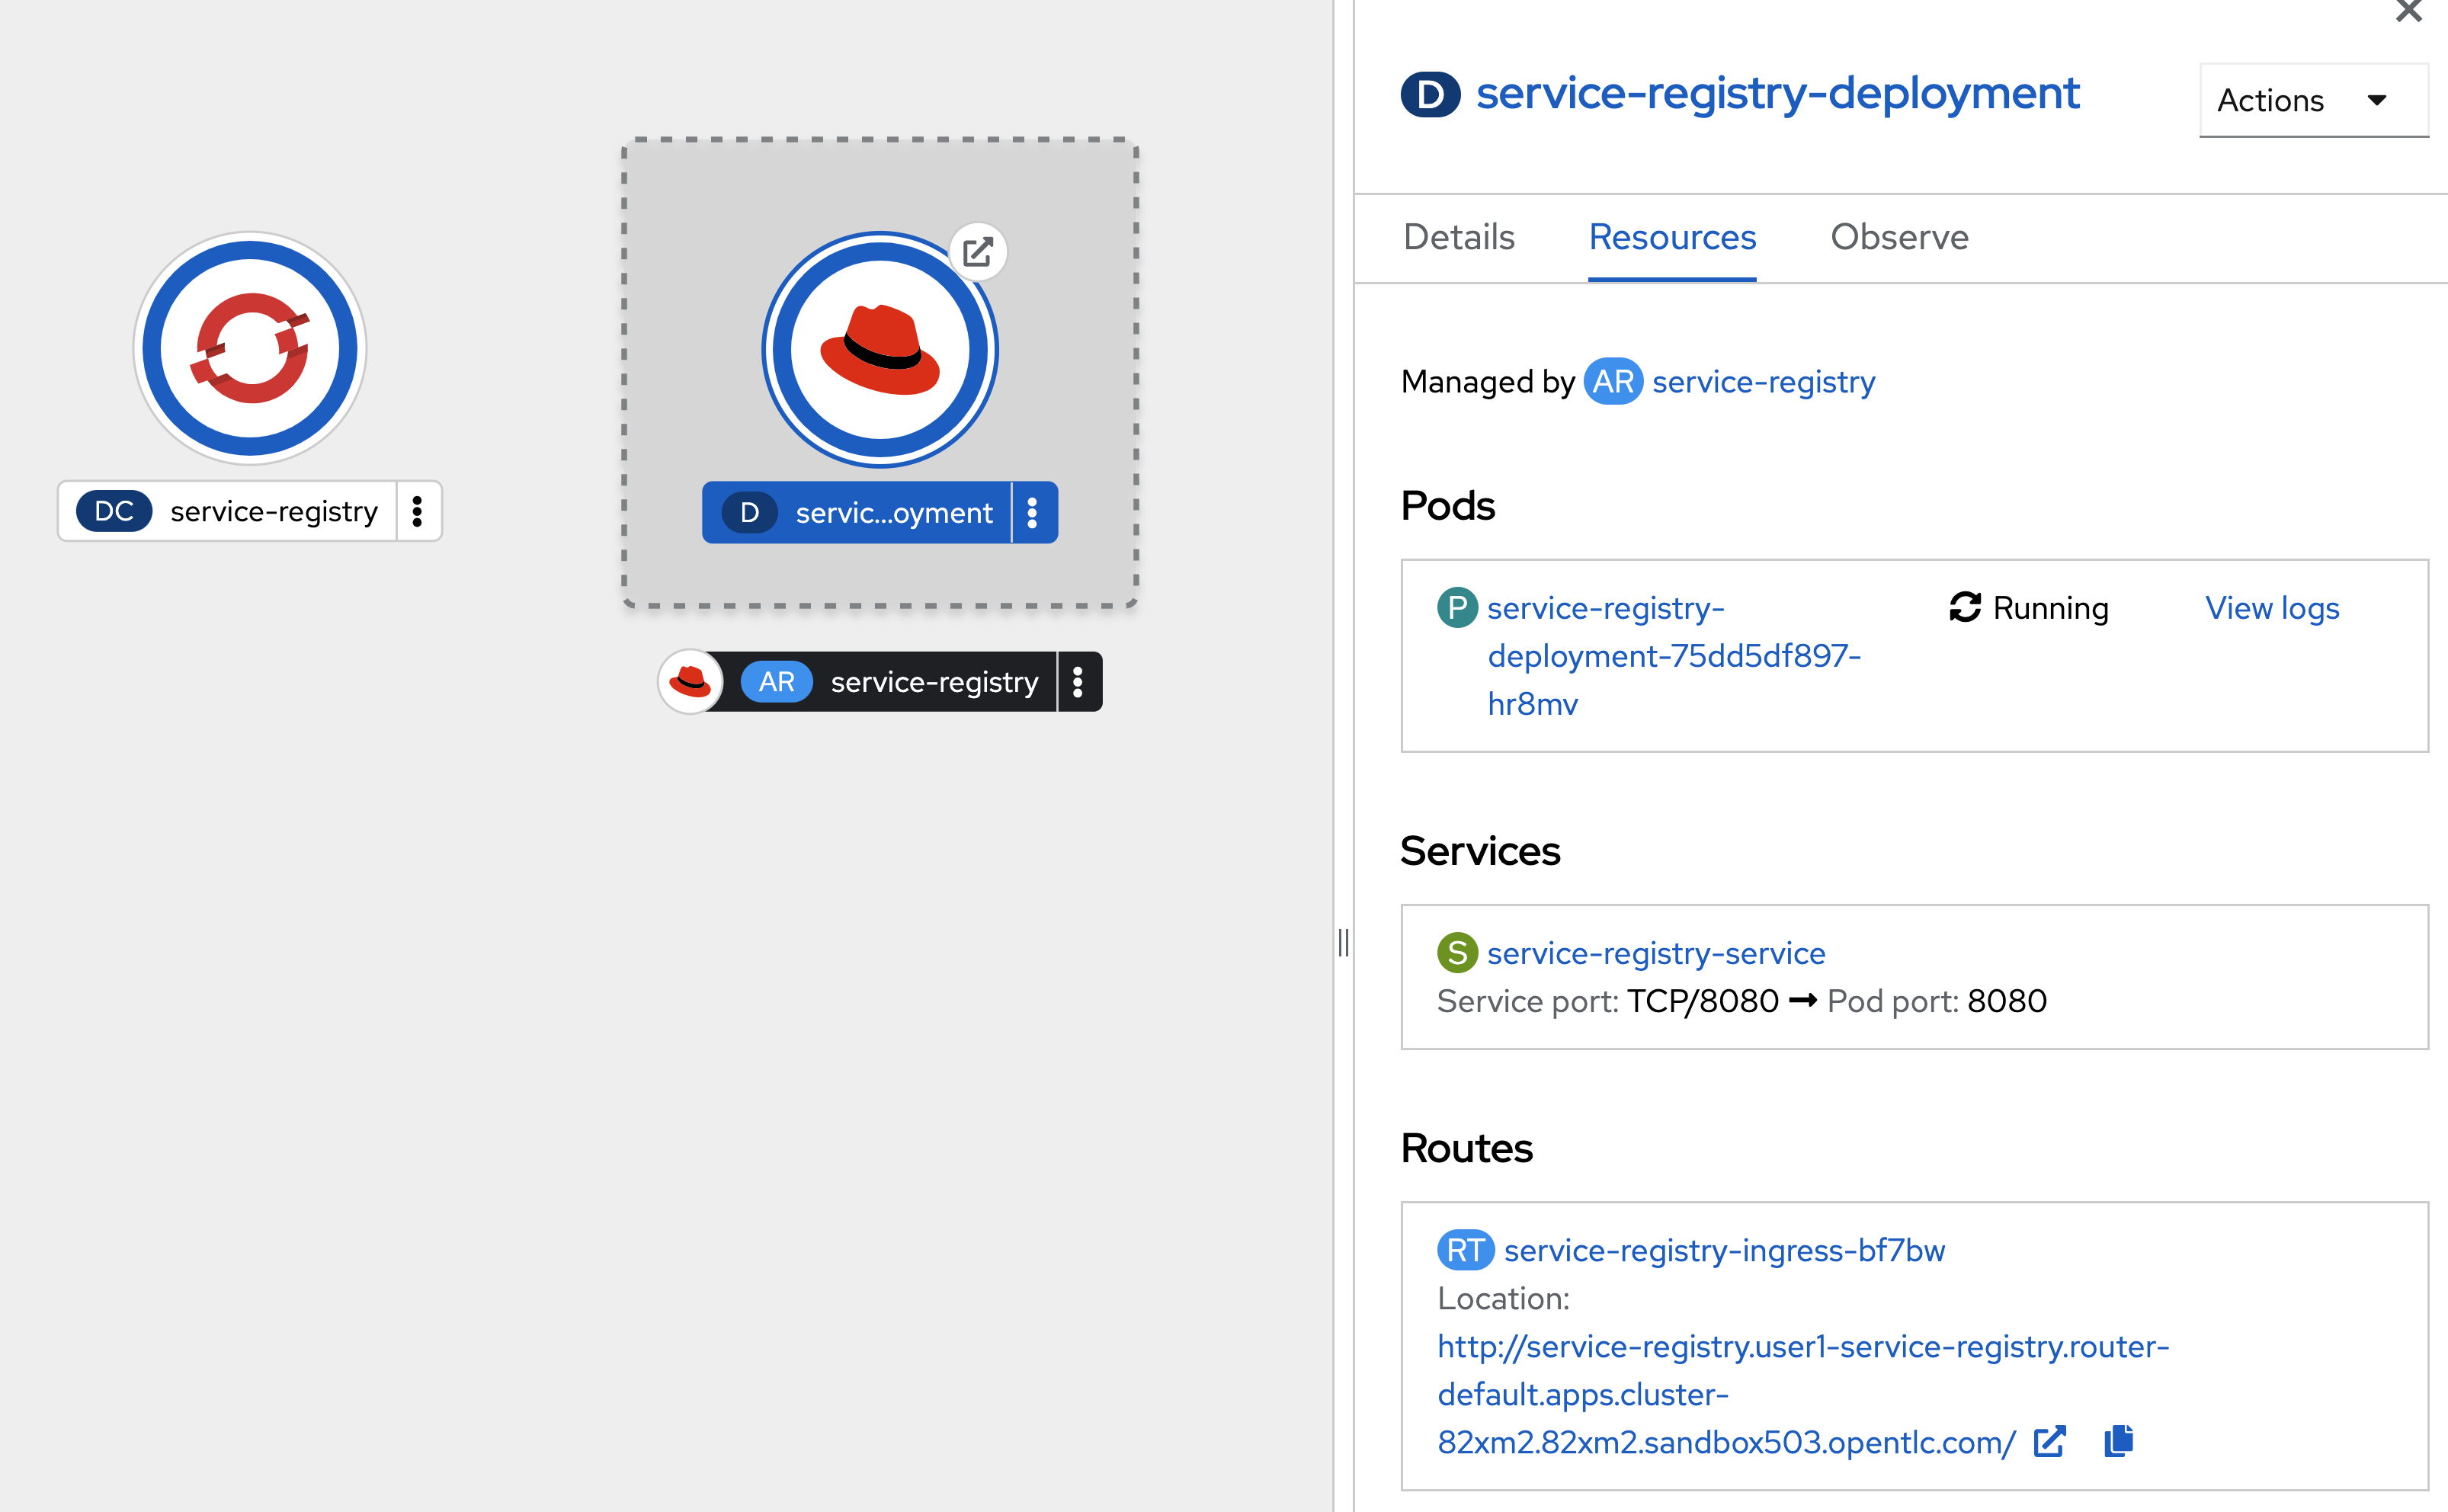 DC service-registry
D servic...oyment
AR service-registry
D service-registry-deployment
Actions
Details Resources Observe
Managed by AR service-registry
Pods
P service-registry-
deployment-75dd5df897-
hr8mv
Running
View logs
Services
S service-registry-service
Service port: TCP/8080 → Pod port: 8080
Routes
RT service-registry-ingress-bf7bw
Location:
http://service-registry.user1-service-registry.router-
default.apps.cluster-
82xm2.82xm2.sandbox503.opentlc.com/